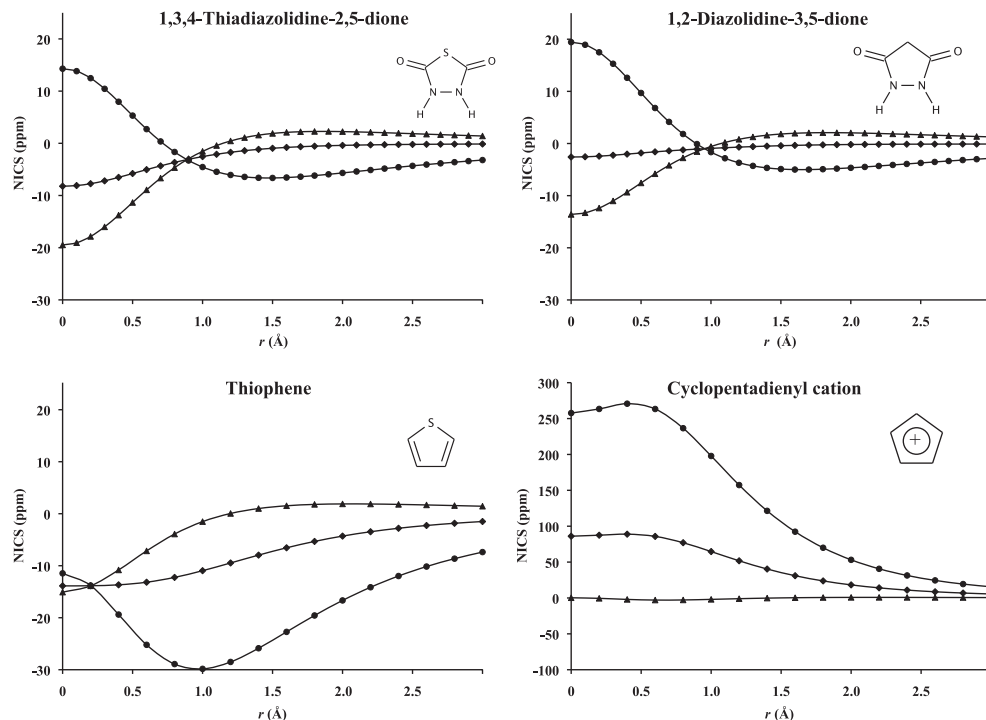 1,3,4-Thiadiazolidine-2,5-dione
20
10
0
-10
-20
-30
NICS (ppm)
0 0.5 1.0 1.5 2.0 2.5
r (Å)
S
O O
N N
H H
1,2-Diazolidine-3,5-dione
20
10
0
-10
-20
-30
NICS (ppm)
0 0.5 1.0 1.5 2.0 2.5
r (Å)
O O
N N
H H
Thiophene
20
10
0
-10
-20
-30
NICS (ppm)
0 0.5 1.0 1.5 2.0 2.5
r (Å)
S
Cyclopentadienyl cation
300
250
200
150
100
50
0
-50
-100
NICS (ppm)
0 0.5 1.0 1.5 2.0 2.5
r (Å)
+